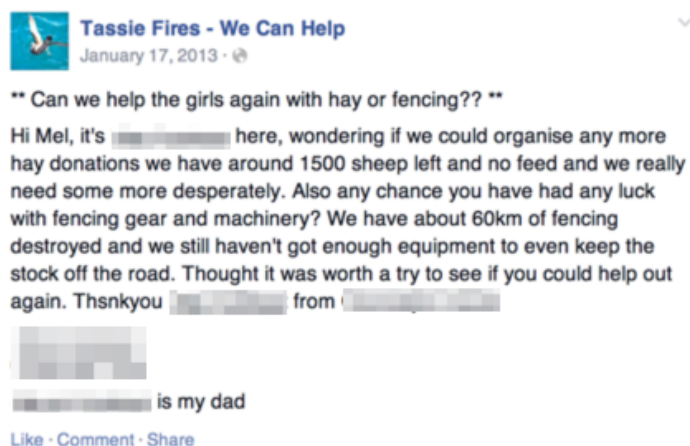 Tassie Fires - We Can Help
January 17, 2013 ·
** Can we help the girls again with hay or fencing?? **
Hi Mel, it's here, wondering if we could organise any more
hay donations we have around 1500 sheep left and no feed and we really
need some more desperately. Also any chance you have had any luck
with fencing gear and machinery? We have about 60km of fencing
destroyed and we still haven't got enough equipment to even keep the
stock off the road. Thought it was worth a try to see if you could help out
again. Thsnkyou from
is my dad
Like · Comment · Share